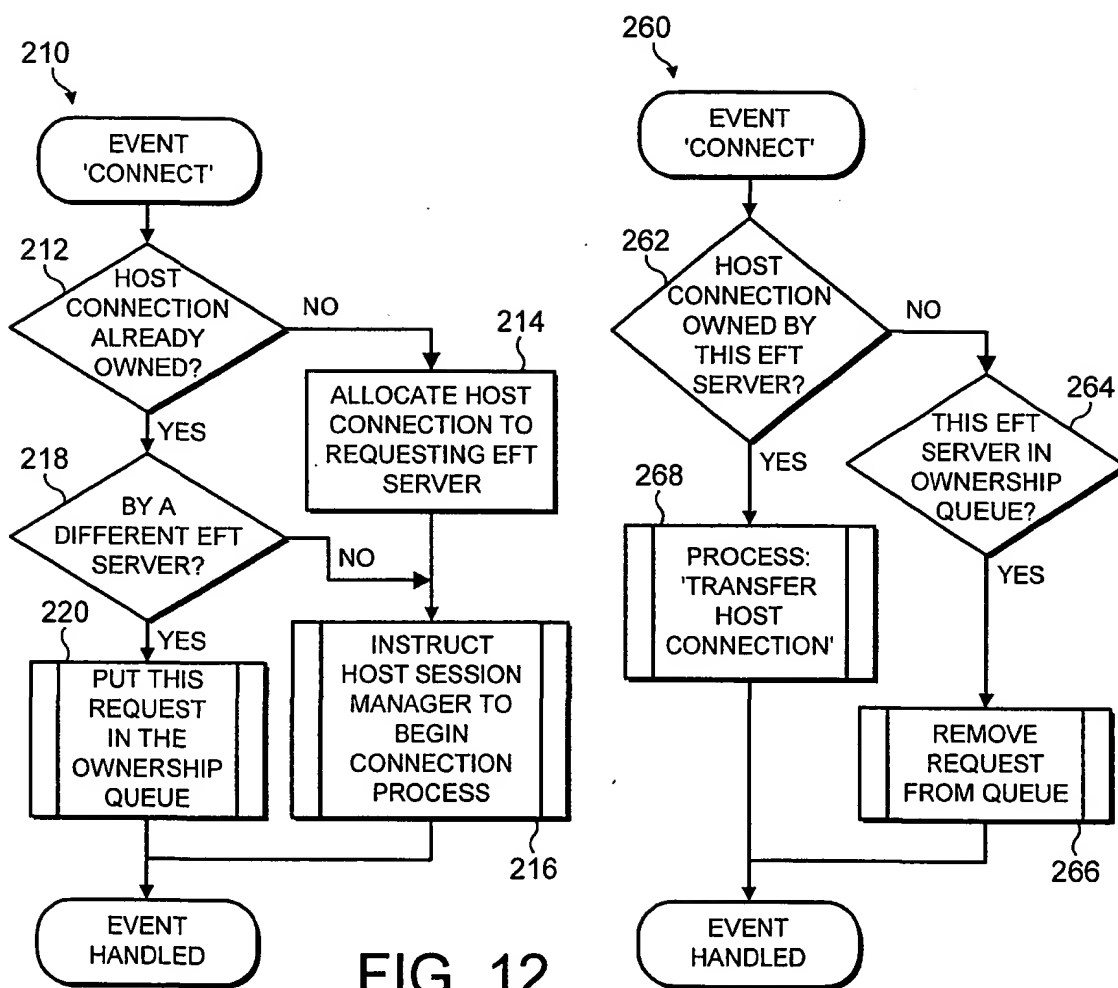 210
EVENT
'CONNECT'
212
HOST
CONNECTION
ALREADY
OWNED?
NO
214
ALLOCATE HOST
CONNECTION TO
REQUESTING EFT
SERVER
YES
218
BY A
DIFFERENT EFT
SERVER?
NO
YES
220
PUT THIS
REQUEST
IN THE
OWNERSHIP
QUEUE
INSTRUCT
HOST SESSION
MANAGER TO
BEGIN
CONNECTION
PROCESS
216
EVENT
HANDLED
260
EVENT
'CONNECT'
262
HOST
CONNECTION
OWNED BY
THIS EFT
SERVER?
NO
264
THIS EFT
SERVER IN
OWNERSHIP
QUEUE?
YES
268
PROCESS:
'TRANSFER
HOST
CONNECTION'
YES
REMOVE
REQUEST
FROM QUEUE
266
EVENT
HANDLED
FIG. 12